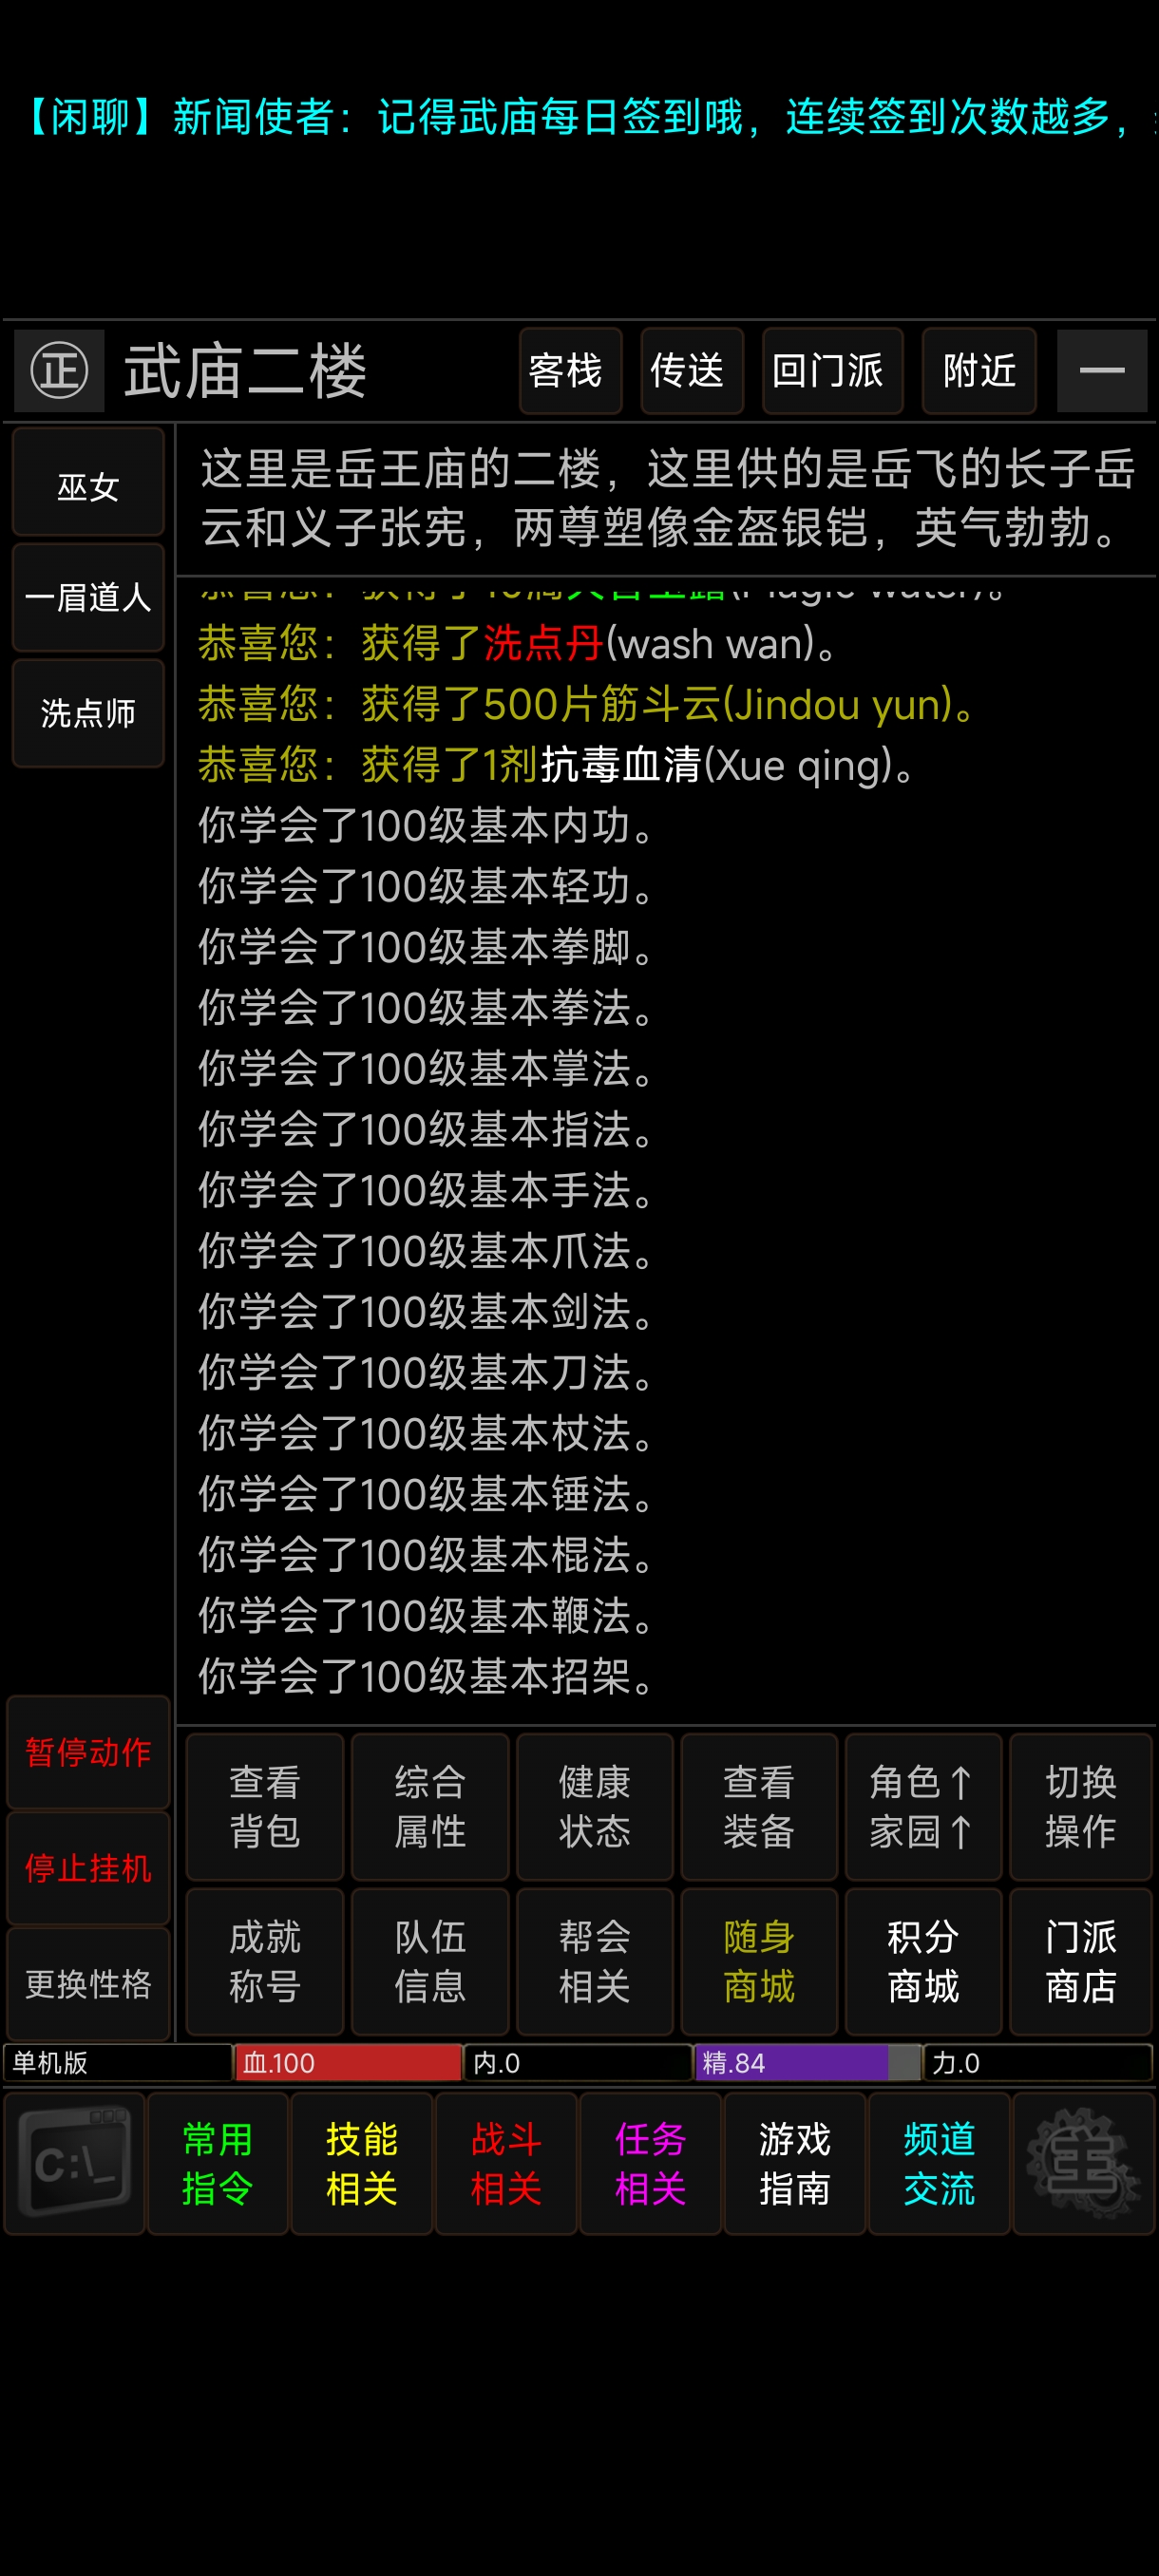 【闲聊】新闻使者：记得武庙每日签到哦，连续签到次数越多，
正 武庙二楼 客栈 传送 回门派 附近
巫女
一眉道人
洗点师
这里是岳王庙的二楼，这里供的是岳飞的长子岳
云和义子张宪，两尊塑像金盔银铠，英气勃勃。
恭喜您：获得了洗点丹(wash wan)。
恭喜您：获得了500片筋斗云(Jindou yun)。
恭喜您：获得了1剂抗毒血清(Xue qing)。
你学会了100级基本内功。
你学会了100级基本轻功。
你学会了100级基本拳脚。
你学会了100级基本拳法。
你学会了100级基本掌法。
你学会了100级基本指法。
你学会了100级基本手法。
你学会了100级基本爪法。
你学会了100级基本剑法。
你学会了100级基本刀法。
你学会了100级基本杖法。
你学会了100级基本锤法。
你学会了100级基本棍法。
你学会了100级基本鞭法。
你学会了100级基本招架。
暂停动作
停止挂机
更换性格
查看 综合 健康 查看 角色↑ 切换
背包 属性 状态 装备 家园↑ 操作
成就 队伍 帮会 随身 积分 门派
称号 信息 相关 商城 商城 商店
单机版 血.100 内.0 精.84 力.0
C:\_
常用 技能 战斗 任务 游戏 频道
指令 相关 相关 相关 指南 交流